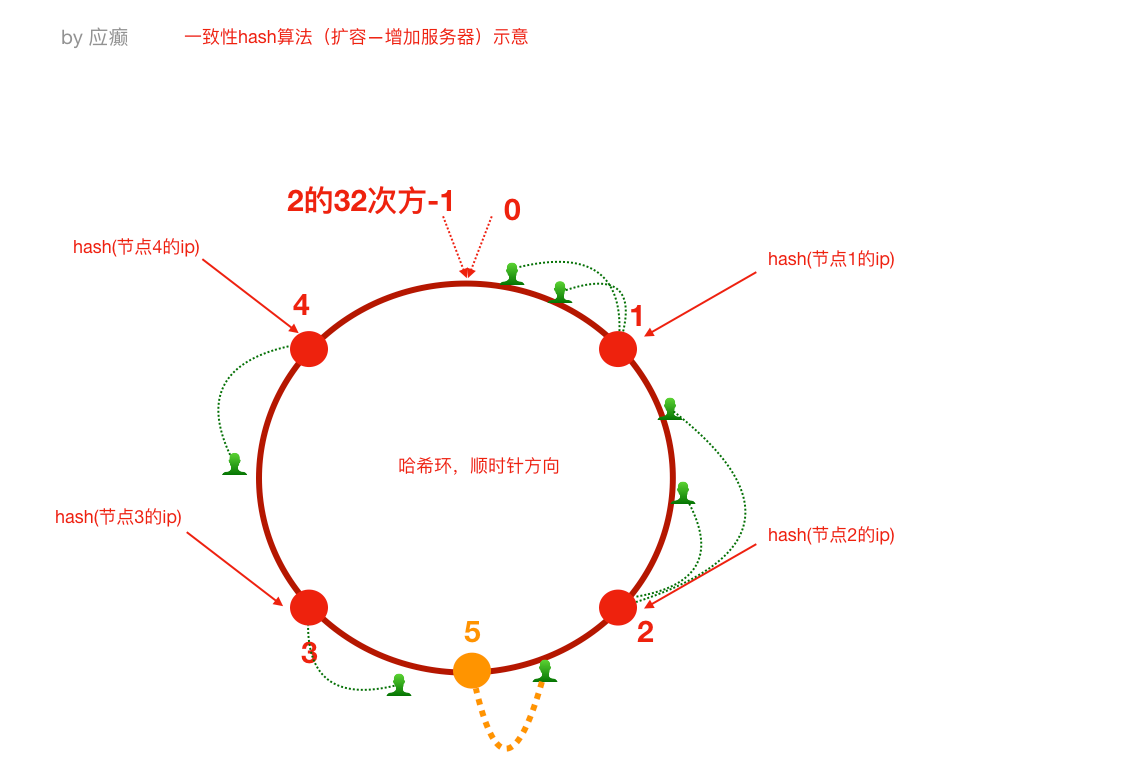 by 应癫
一致性hash算法（扩容—增加服务器）示意
2的32次方-1
0
hash(节点4的ip)
hash(节点1的ip)
4
1
哈希环，顺时针方向
hash(节点3的ip)
hash(节点2的ip)
5
2
3